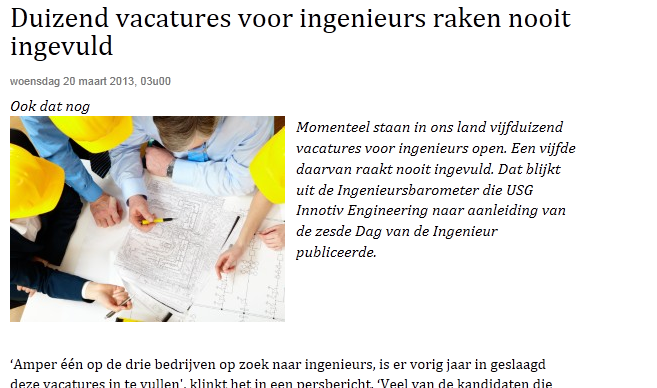 Duizend vacatures voor ingenieurs raken nooit
ingevuld
woensdag 20 maart 2013, 03u00
Ook dat nog
Momenteel staan in ons land vijfduizend
vacatures voor ingenieurs open. Een vijfde
daarvan raakt nooit ingevuld. Dat blijkt
uit de Ingenieursbarometer die USG
Innotiv Engineering naar aanleiding van
de zesde Dag van de Ingenieur
publiceerde.
‘Amper één op de drie bedrijven op zoek naar ingenieurs, is er vorig jaar in geslaagd
deze vacatures in te vullen', klinkt het in een persbericht. ‘Veel van de kandidaten die